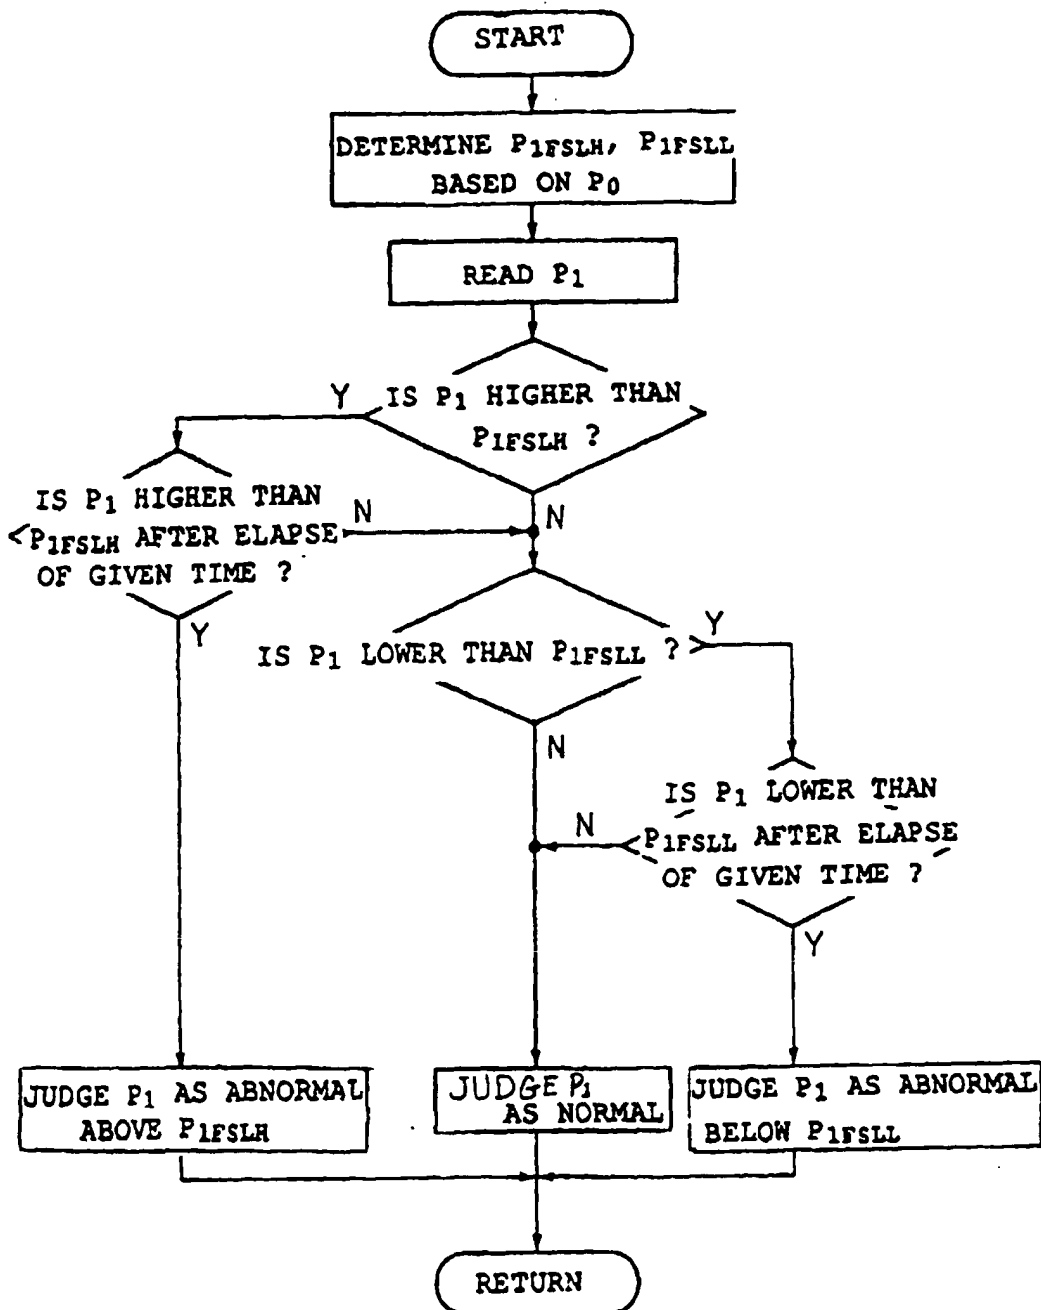 START
DETERMINE P1FSLH, P1FSLL
BASED ON P0
READ P1
Y
IS P1 HIGHER THAN
P1FSLH ?
IS P1 HIGHER THAN
P1FSLH AFTER ELAPSE
OF GIVEN TIME ?
N
N
Y
IS P1 LOWER THAN P1FSLL ?
Y
N
IS P1 LOWER THAN
P1FSLL AFTER ELAPSE
OF GIVEN TIME ?
N
Y
JUDGE P1 AS ABNORMAL
ABOVE P1FSLH
JUDGE P1
AS NORMAL
JUDGE P1 AS ABNORMAL
BELOW P1FSLL
RETURN